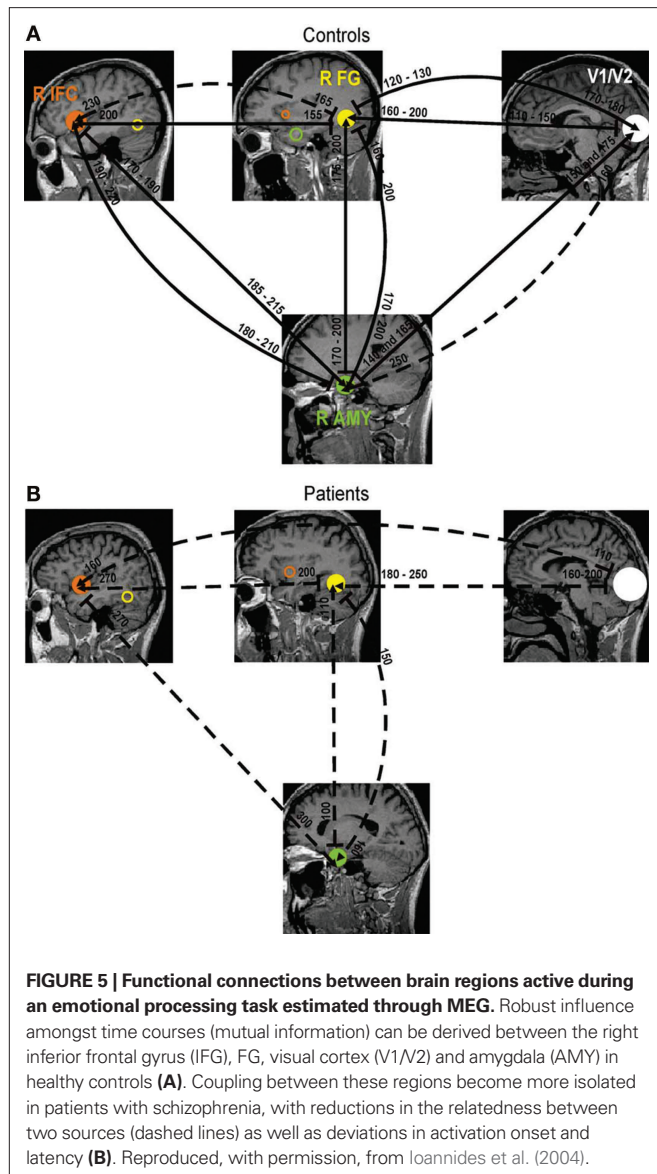 A
Controls
R IFC
R FG
V1/V2
230
200
165
155
120 - 130
160 - 200
170-180
110 - 150
150 and 175
160
190 - 220
170 - 190
175 - 200
160 - 200
185 - 215
180 - 210
170 - 200
170 - 200
140 and 165
250
R AMY
B
Patients
160
270
270
200
110
180 - 250
110
160-200
150
300
100
160
FIGURE 5 | Functional connections between brain regions active during
an emotional processing task estimated through MEG. Robust influence
amongst time courses (mutual information) can be derived between the right
inferior frontal gyrus (IFG), FG, visual cortex (V1/V2) and amygdala (AMY) in
healthy controls (A). Coupling between these regions become more isolated
in patients with schizophrenia, with reductions in the relatedness between
two sources (dashed lines) as well as deviations in activation onset and
latency (B). Reproduced, with permission, from Ioannides et al. (2004).